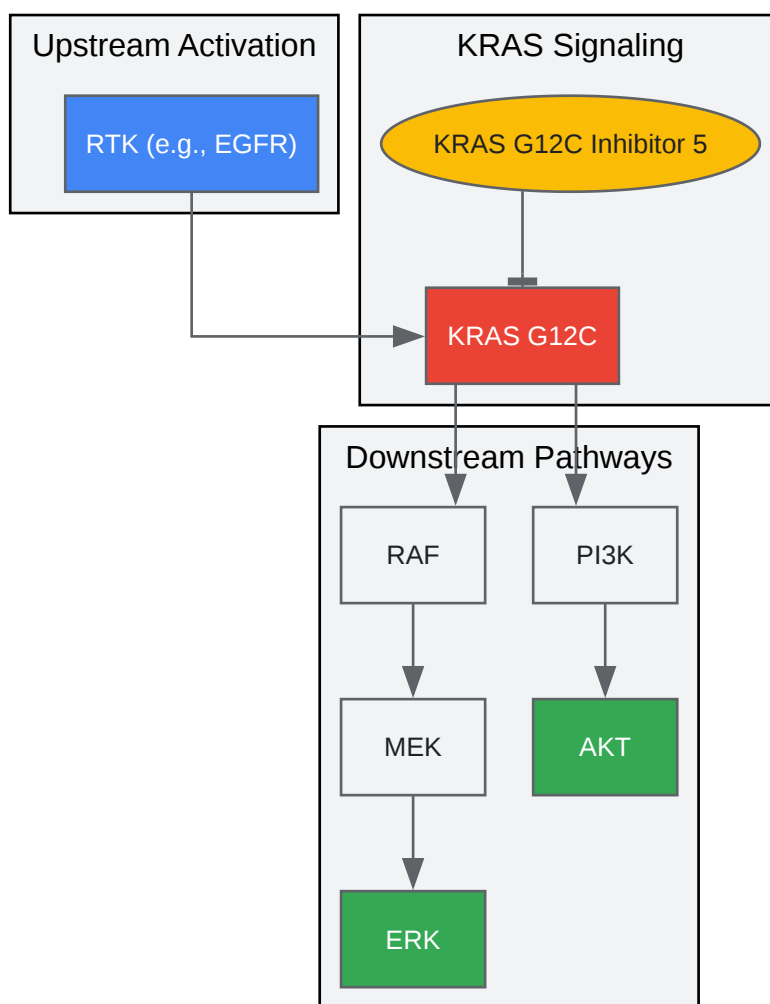 Upstream Activation
KRAS Signaling
RTK (e.g., EGFR)
KRAS G12C Inhibitor 5
KRAS G12C
Downstream Pathways
RAF
PI3K
MEK
AKT
ERK